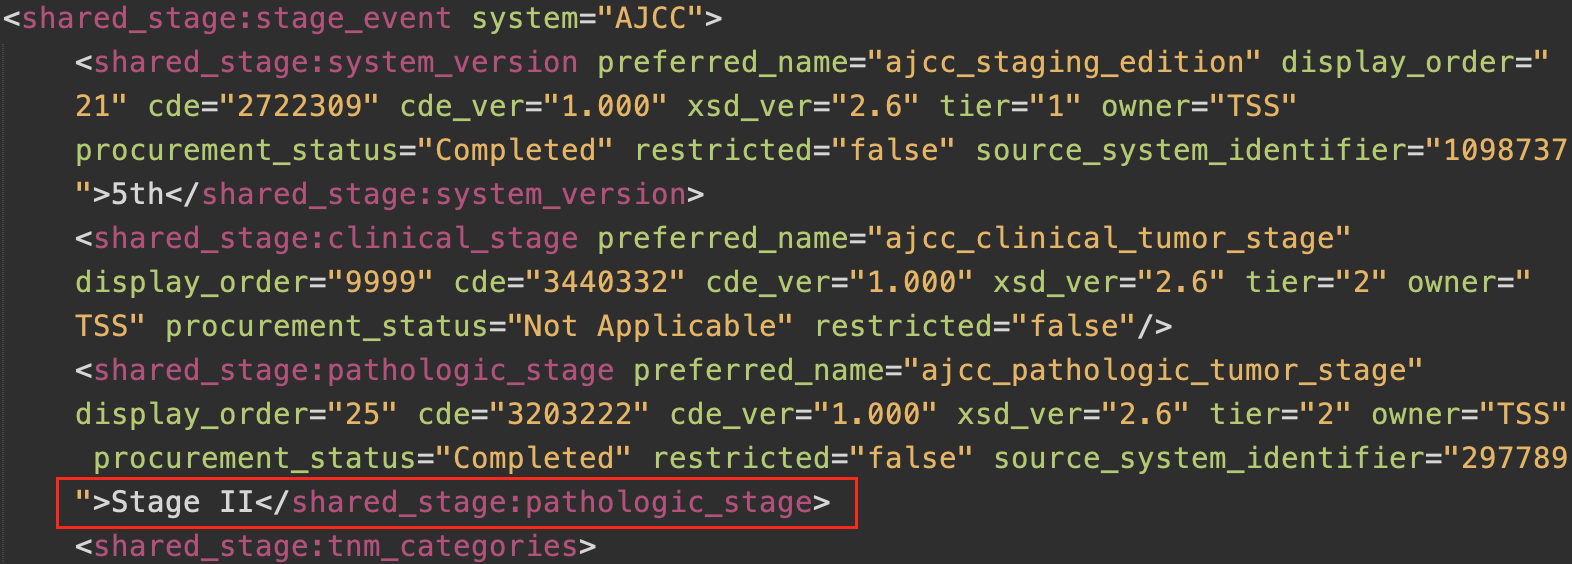 <shared_stage:stage_event system="AJCC">
<shared_stage:system_version preferred_name="ajcc_staging_edition" display_order="
21" cde="2722309" cde_ver="1.000" xsd_ver="2.6" tier="1" owner="TSS"
procurement_status="Completed" restricted="false" source_system_identifier="1098737
">5th</shared_stage:system_version>
<shared_stage:clinical_stage preferred_name="ajcc_clinical_tumor_stage"
display_order="9999" cde="3440332" cde_ver="1.000" xsd_ver="2.6" tier="2" owner="
TSS" procurement_status="Not Applicable" restricted="false"/>
<shared_stage:pathologic_stage preferred_name="ajcc_pathologic_tumor_stage"
display_order="25" cde="3203222" cde_ver="1.000" xsd_ver="2.6" tier="2" owner="TSS"
procurement_status="Completed" restricted="false" source_system_identifier="297789
">Stage II</shared_stage:pathologic_stage>
<shared_stage:tnm_categories>